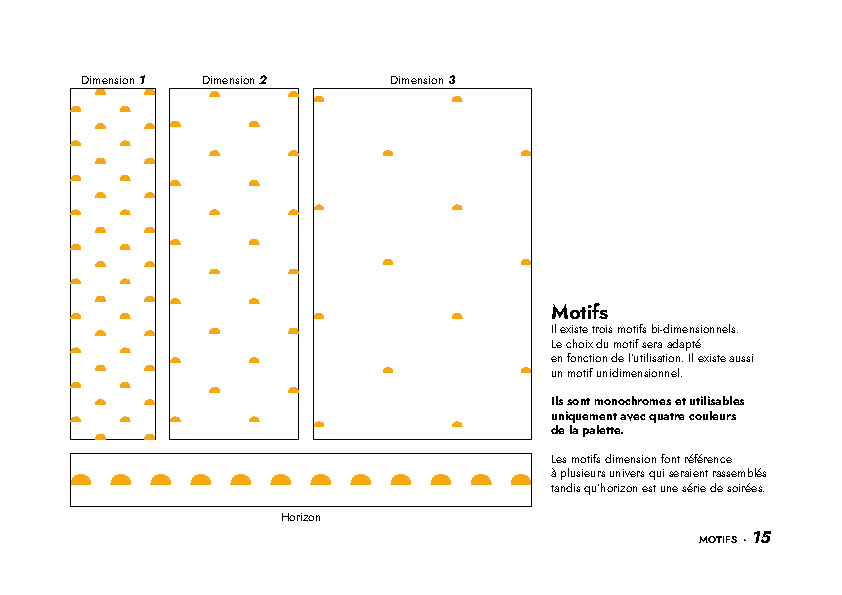 Dimension 1
Dimension 2
Dimension 3
Motifs
Il existe trois motifs bi-dimensionnels.
Le choix du motif sera adapté
en fonction de l'utilisation. Il existe aussi
un motif unidimensionnel.
Ils sont monochromes et utilisables
uniquement avec quatre couleurs
de la palette.
Les motifs dimension font référence
à plusieurs univers qui seraient rassemblés
tandis qu'horizon est une série de soirées.
Horizon
MOTIFS · 15